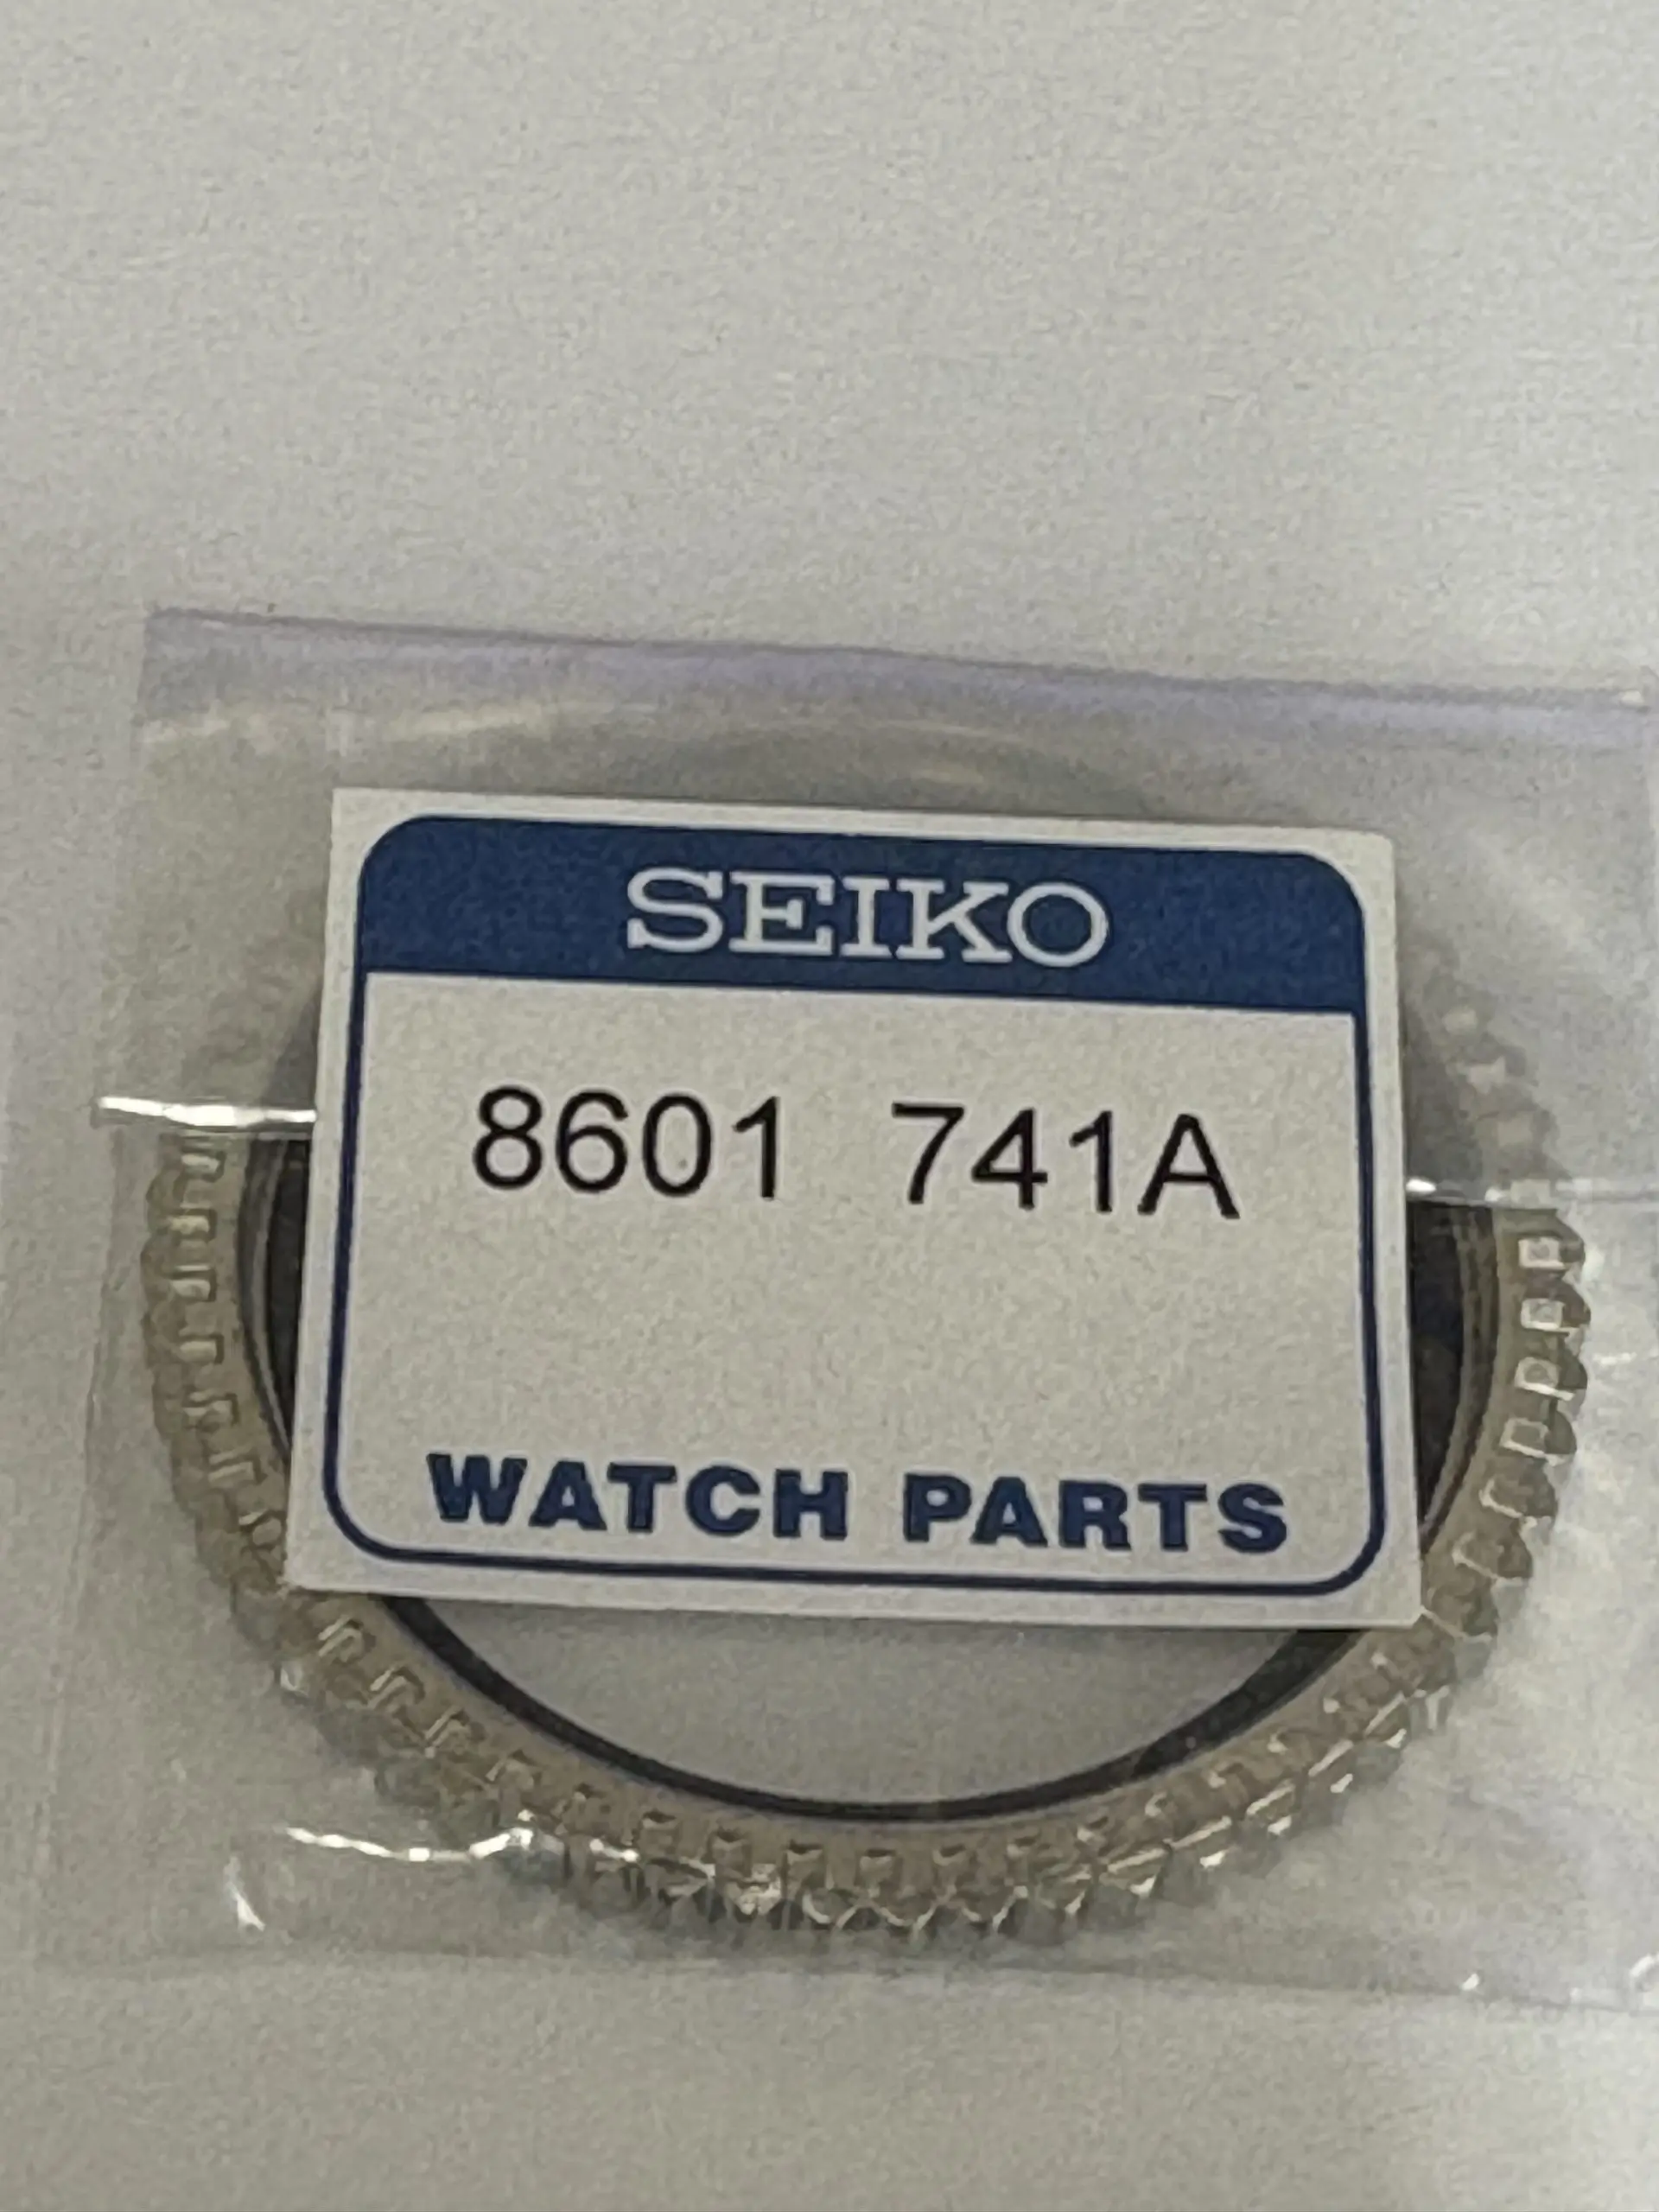 SEIKO
8601 741A
WATCH PARTS